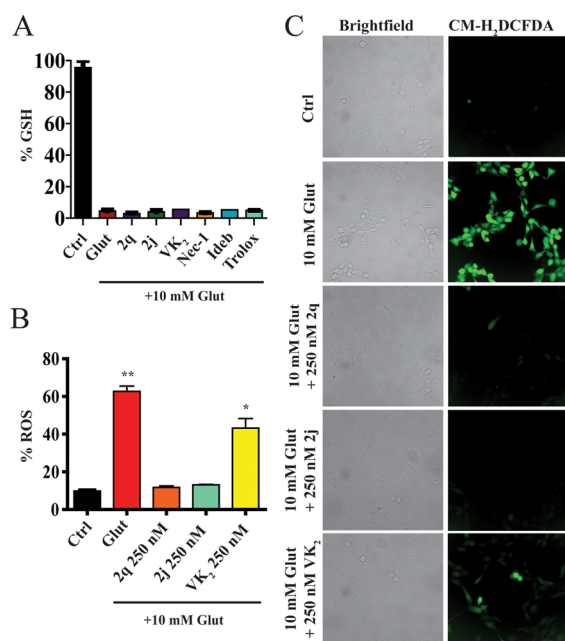 A
% GSH
100
80
60
40
20
0
Ctrl
Glut
2q
2j
VK2
Nec-1
Ideb
Trolox
+10 mM Glut
B
% ROS
80
60
40
20
0
**
*
Ctrl
Glut
2q 250 nM
2j 250 nM
VK2 250 nM
+10 mM Glut
C
Brightfield CM-H2DCFDA
Ctrl
10 mM Glut
10 mM Glut
+ 250 nM 2q
10 mM Glut
+ 250 nM 2j
10 mM Glut
+ 250 nM VK2